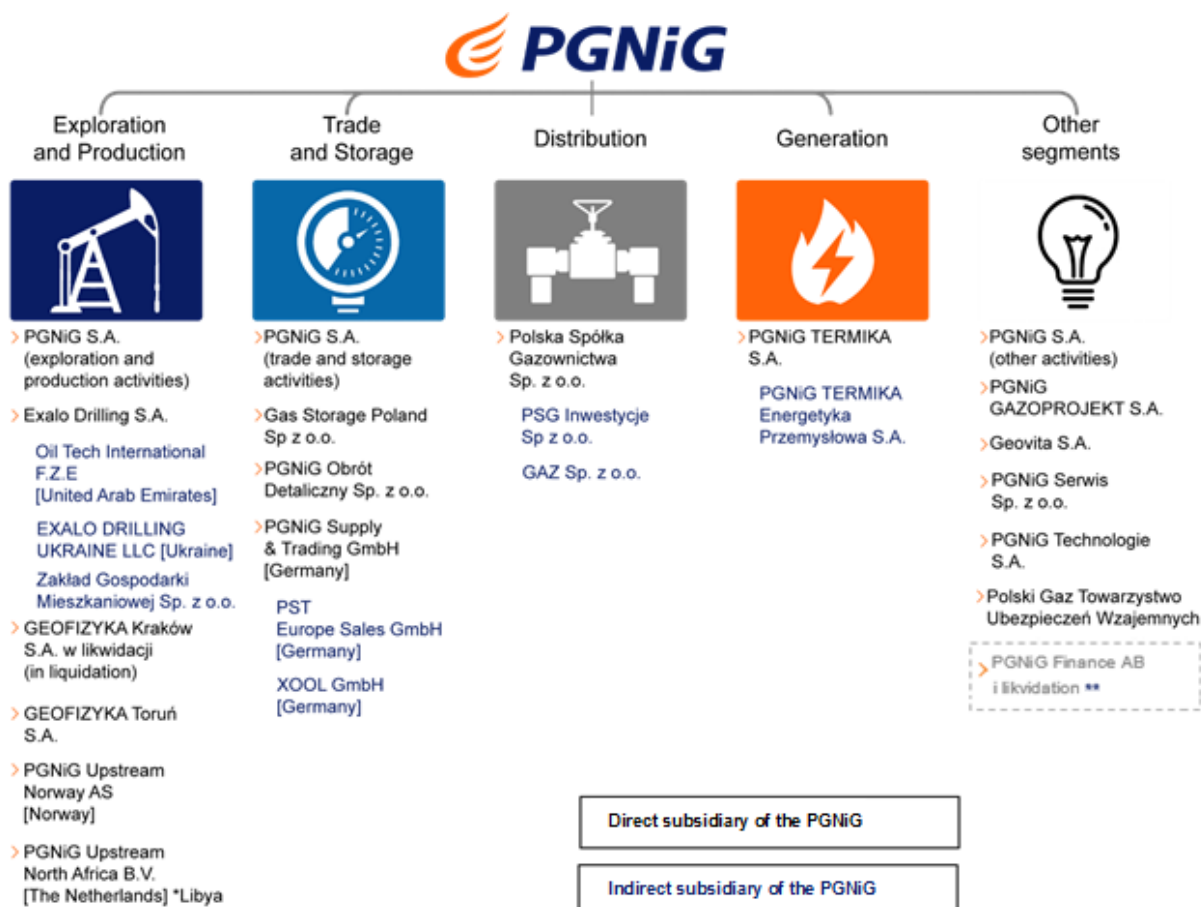 PGNiG
Exploration
and Production
PGNiG S.A.
(exploration and
production activities)
Exalo Drilling S.A.
Oil Tech International
F.Z.E
[United Arab Emirates]
EXALO DRILLING
UKRAINE LLC [Ukraine]
Zakład Gospodarki
Mieszkaniowej Sp. z o.o.
GEOFIZYKA Kraków
S.A. w likwidacji
(in liquidation)
GEOFIZYKA Toruń
S.A.
PGNiG Upstream
Norway AS
[Norway]
PGNiG Upstream
North Africa B.V.
[The Netherlands] *Libya
Trade
and Storage
PGNiG S.A.
(trade and storage
activities)
Gas Storage Poland
Sp z o.o.
PGNiG Obrót
Detaliczny Sp. z o.o.
PGNiG Supply
& Trading GmbH
[Germany]
PST
Europe Sales GmbH
[Germany]
XOOL GmbH
[Germany]
Distribution
Polska Spółka
Gazownictwa
Sp. z o.o.
PSG Inwestycje
Sp z o.o.
GAZ Sp. z o.o.
Generation
PGNiG TERMIKA
S.A.
PGNiG TERMIKA
Energetyka
Przemysłowa S.A.
Other
segments
PGNiG S.A.
(other activities)
PGNiG
GAZOPROJEKT S.A.
Geovita S.A.
PGNiG Serwis
Sp. z o.o.
PGNiG Technologie
S.A.
Polski Gaz Towarzystwo
Ubezpieczeń Wzajemnych
PGNiG Finance AB
i likvidation **
Direct subsidiary of the PGNiG
Indirect subsidiary of the PGNiG